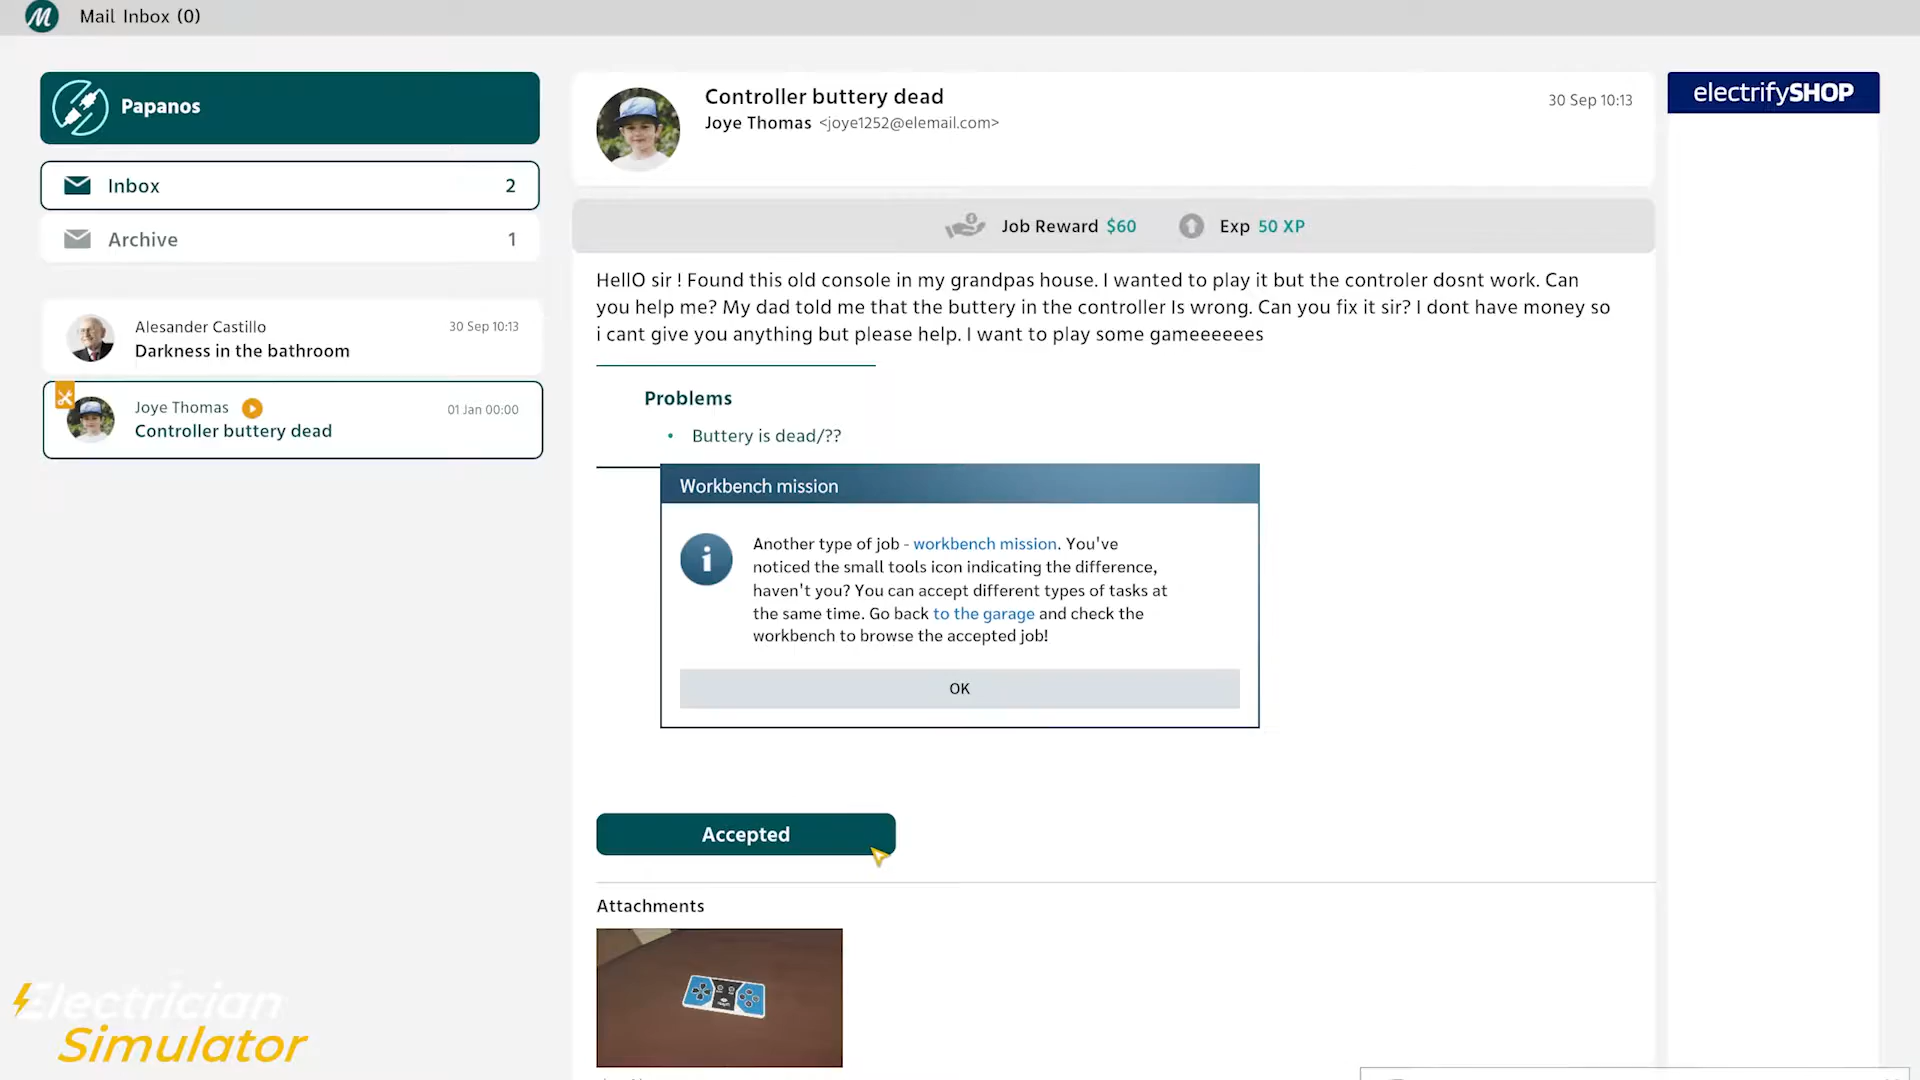 Mail Inbox (0)
Papanos
Inbox 2
Archive 1
Alesander Castillo 30 Sep 10:13
Darkness in the bathroom
Joye Thomas 01 Jan 00:00
Controller buttery dead
Controller buttery dead 30 Sep 10:13
Joye Thomas <joye1252@elemail.com>
Job Reward $60 Exp 50 XP
HellO sir ! Found this old console in my grandpas house. I wanted to play it but the controler dosnt work. Can
you help me? My dad told me that the buttery in the controller Is wrong. Can you fix it sir? I dont have money so
i cant give you anything but please help. I want to play some gameeeeees
Problems
• Buttery is dead/??
Workbench mission
Another type of job - workbench mission. You've
noticed the small tools icon indicating the difference,
haven't you? You can accept different types of tasks at
the same time. Go back to the garage and check the
workbench to browse the accepted job!
OK
Accepted
Attachments
electrifySHOP
Electrician
Simulator